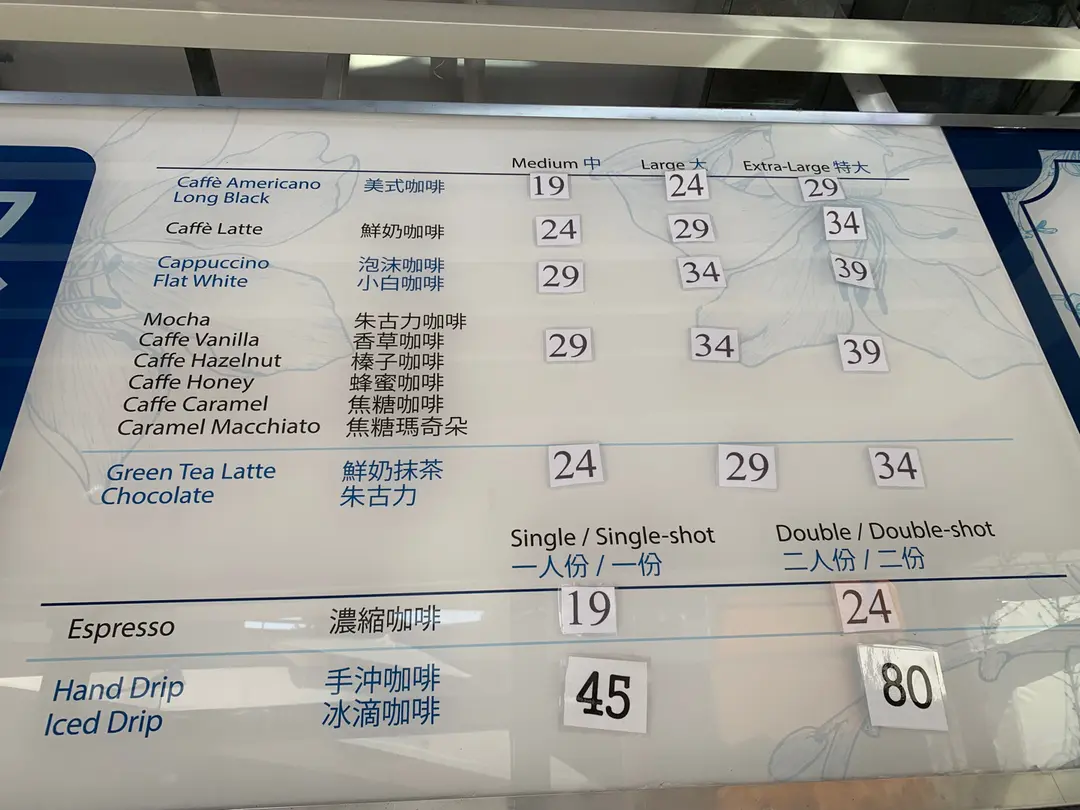 Medium 中 Large 大 Extra-Large 特大
Caffè Americano 美式咖啡 19 24 29
Long Black
Caffè Latte 鮮奶咖啡 24 29 34
Cappuccino 泡沫咖啡 29 34 39
Flat White 小白咖啡
Mocha 朱古力咖啡
Caffe Vanilla 香草咖啡 29 34 39
Caffe Hazelnut 榛子咖啡
Caffe Honey 蜂蜜咖啡
Caffe Caramel 焦糖咖啡
Caramel Macchiato 焦糖瑪奇朵
Green Tea Latte 鮮奶抹茶 24 29 34
Chocolate 朱古力
Single / Single-shot Double / Double-shot
一人份 / 一份 二人份 / 二份
Espresso 濃縮咖啡 19 24
Hand Drip 手沖咖啡 45 80
Iced Drip 冰滴咖啡